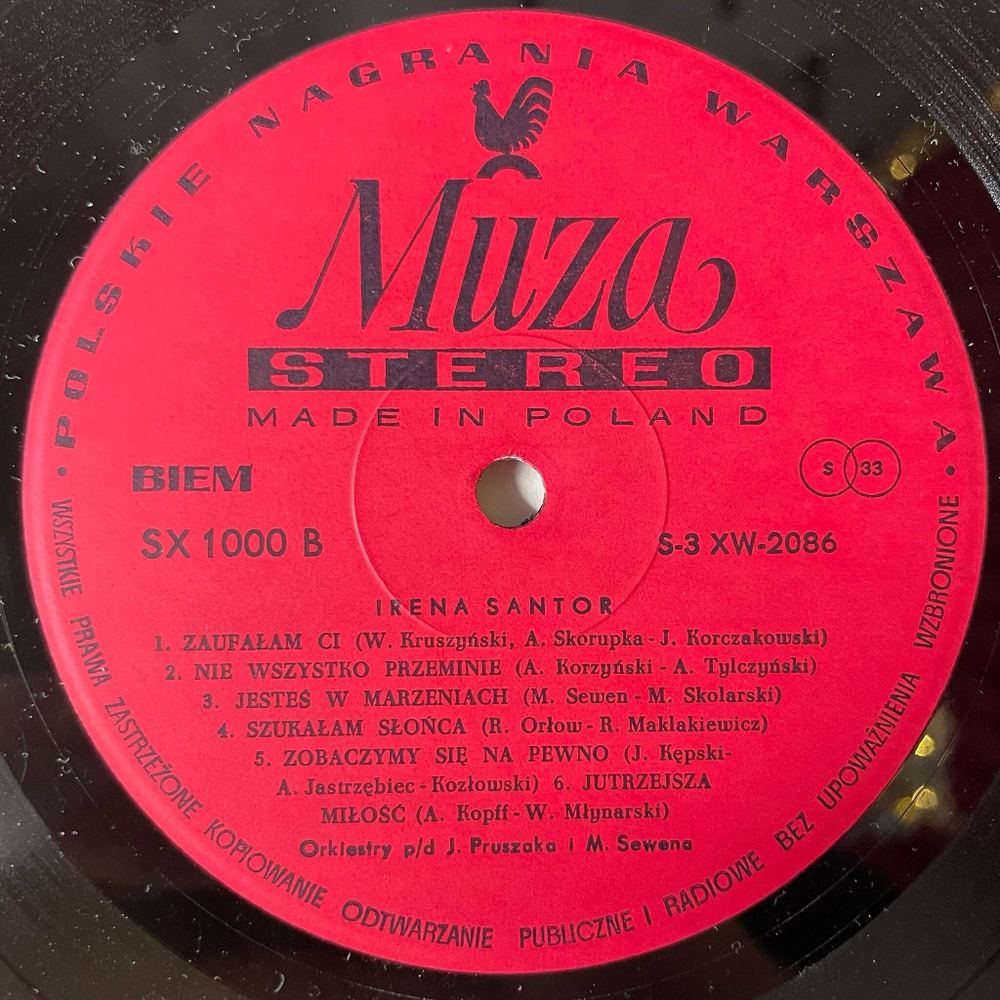 • POLSKIE NAGRANIA WARSZAWA •
Muza
STEREO
MADE IN POLAND
BIEM
S 33
SX 1000 B
S-3 XW-2086
IRENA SANTOR
1. ZAUFAŁAM CI (W. Kruszyński, A. Skorupka - J. Korczakowski)
2. NIE WSZYSTKO PRZEMINIE (A. Korzyński - A. Tylczyński)
3. JESTEŚ W MARZENIACH (M. Sewen - M. Skolarski)
4. SZUKAŁAM SŁOŃCA (R. Orłow - R. Maklakiewicz)
5. ZOBACZYMY SIĘ NA PEWNO (J. Kępski-
A. Jastrzębiec - Kozłowski) 6. JUTRZEJSZA
MIŁOŚĆ (A. Kopff - W. Młynarski)
Orkiestry p/d J. Pruszaka i M. Sewena
WSZYSTKIE PRAWA ZASTRZEŻONE KOPIOWANIE ODTWARZANIE PUBLICZNE I RADIOWE BEZ UPOWAŻNIENIA WZBRONIONE